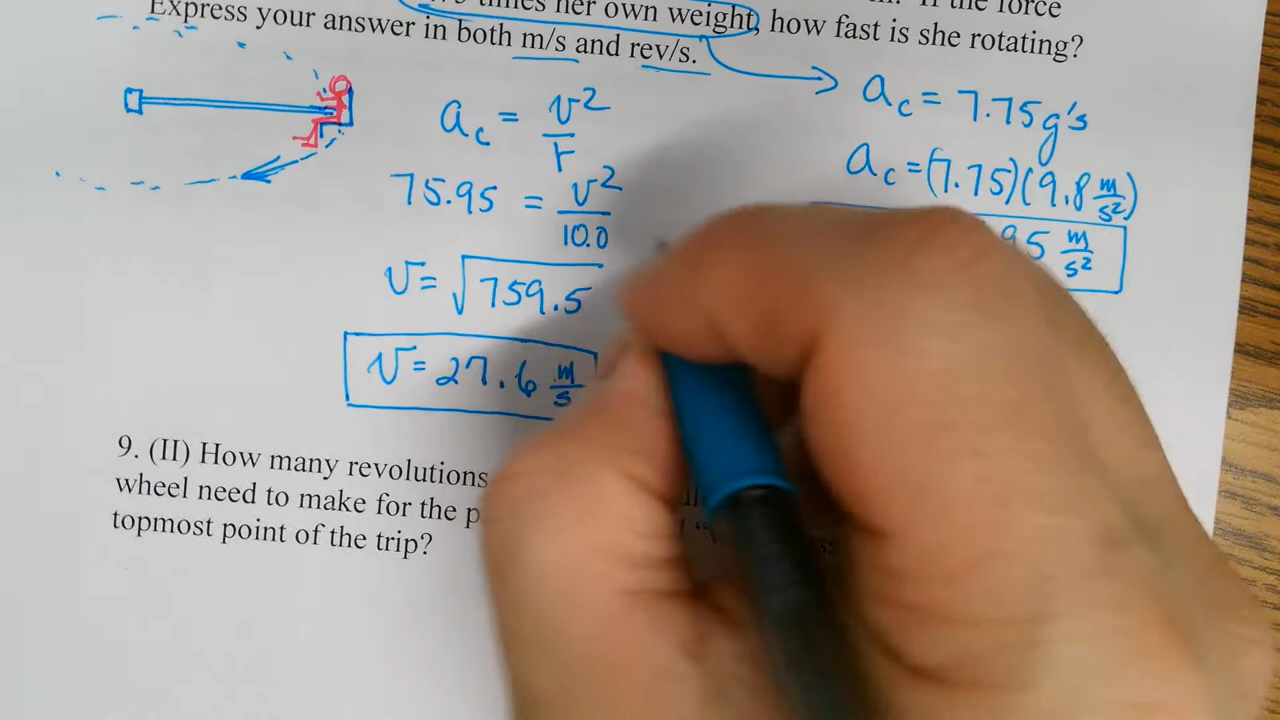 times her own weight, how fast is she rotating?
Express your answer in both m/s and rev/s.
a_c = v²/r
75.95 = v²/10.0
v = √759.5
v = 27.6 m/s
a_c = 7.75 g's
a_c = (7.75)(9.8 m/s²)
95 m/s²
9. (II) How many revolutions
wheel need to make for the p
topmost point of the trip?